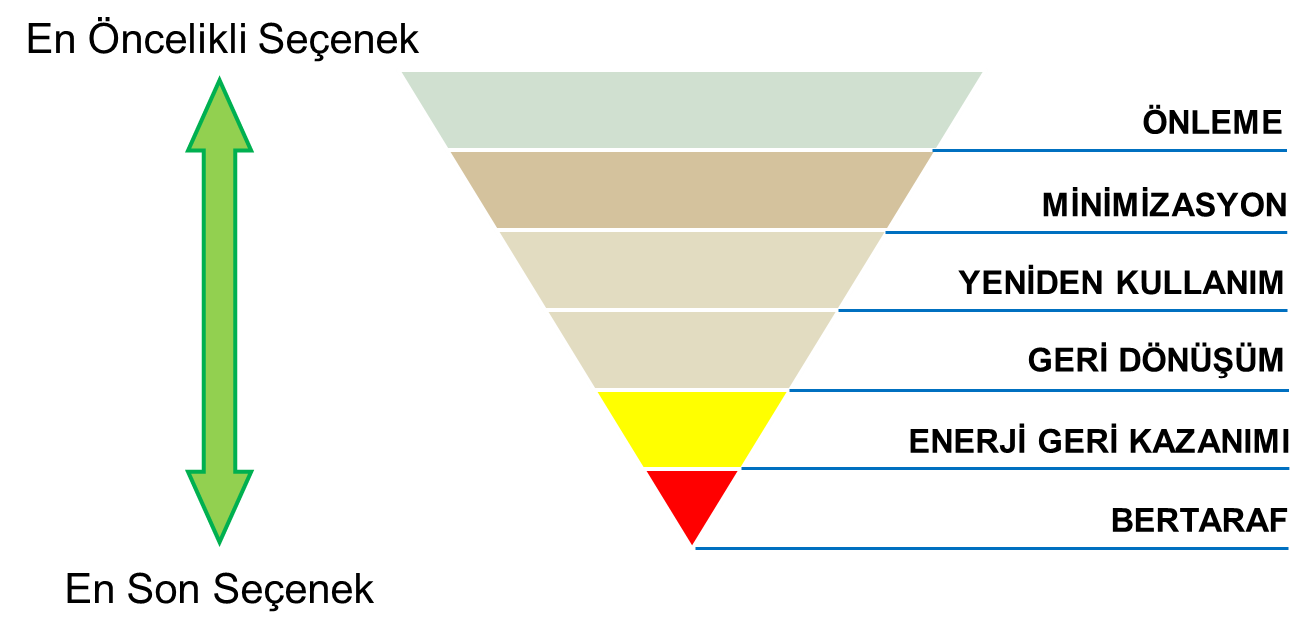 En Öncelikli Seçenek
ÖNLEME
MİNİMİZASYON
YENİDEN KULLANIM
GERİ DÖNÜŞÜM
ENERJİ GERİ KAZANIMI
BERTARAF
En Son Seçenek